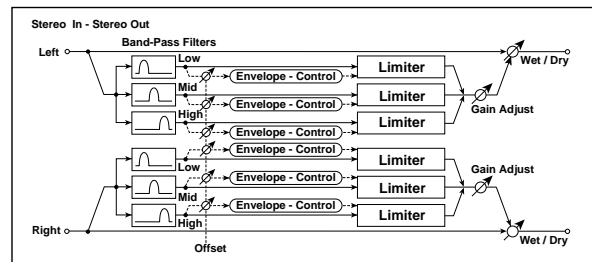 Stereo In - Stereo Out
Left
Band-Pass Filters
Wet / Dry
Low
Limiter
Envelope - Control
Mid
Limiter
Envelope - Control
Gain Adjust
High
Limiter
Envelope - Control
Envelope - Control
Limiter
Gain Adjust
Low
Envelope - Control
Limiter
Mid
Envelope - Control
Limiter
High
Right
Offset
Wet / Dry